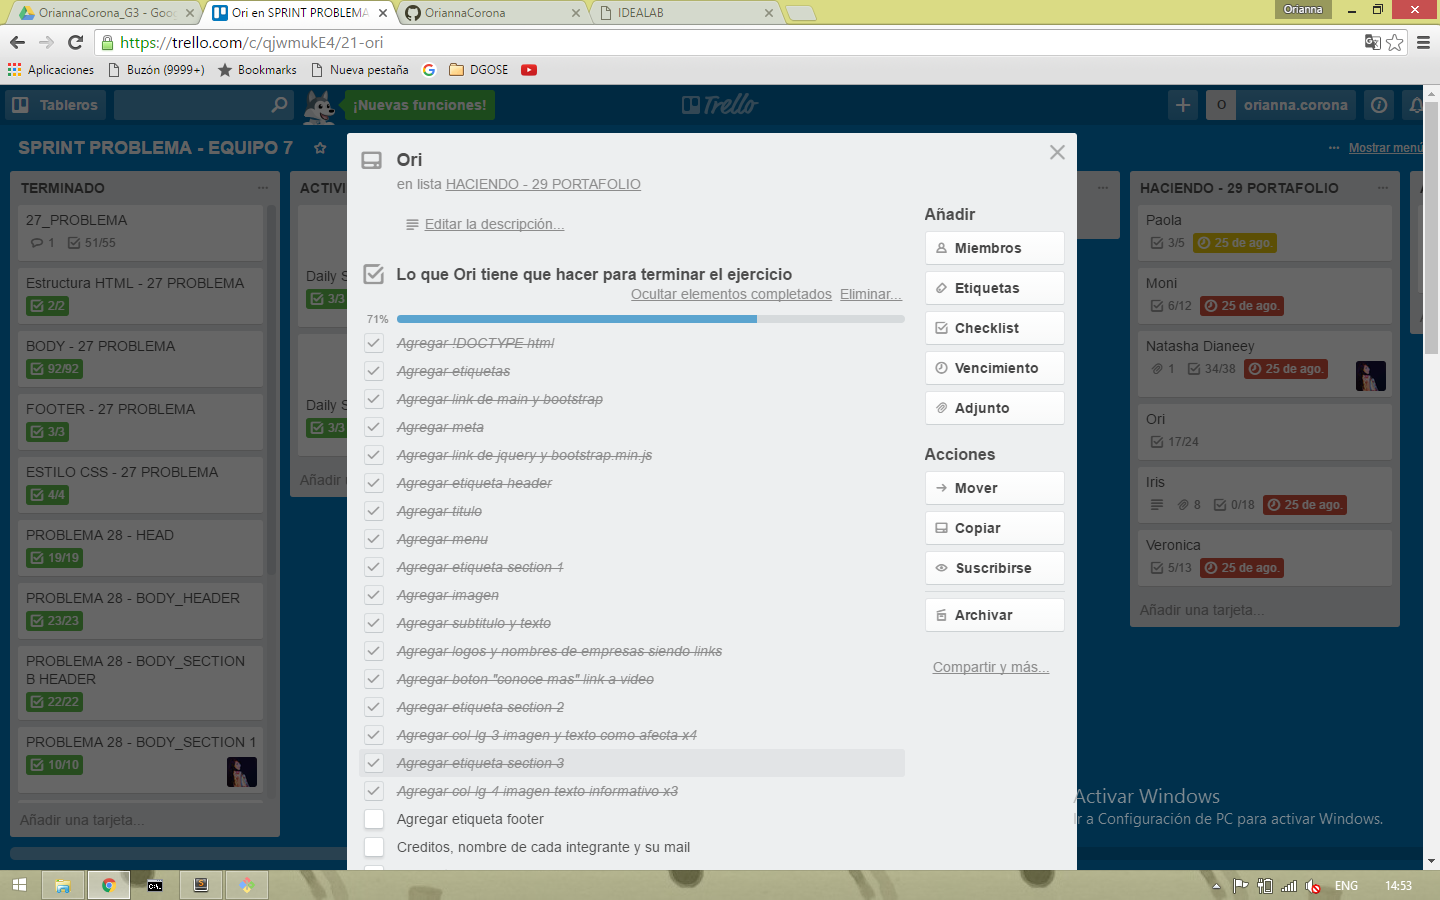 OriannaCorona_G3 - Goo
Ori en SPRINT PROBLEMA
OriannaCorona
IDEALAB
Orianna
https://trello.com/c/qjwmukE4/21-ori
Aplicaciones
Buzón (9999+)
Bookmarks
Nueva pestaña
DGOSE
Tableros
¡Nuevas funciones!
Trello
O
orianna.corona
SPRINT PROBLEMA - EQUIPO 7
Mostrar menú
TERMINADO
27_PROBLEMA
1
51/55
Estructura HTML - 27 PROBLEMA
2/2
BODY - 27 PROBLEMA
92/92
FOOTER - 27 PROBLEMA
3/3
ESTILO CSS - 27 PROBLEMA
4/4
PROBLEMA 28 - HEAD
19/19
PROBLEMA 28 - BODY_HEADER
23/23
PROBLEMA 28 - BODY_SECTION
B HEADER
22/22
PROBLEMA 28 - BODY_SECTION 1
10/10
Añadir una tarjeta...
ACTIVI
Daily S
3/3
Daily S
3/3
Añadir u
Ori
en lista HACIENDO - 29 PORTAFOLIO
Editar la descripción...
Lo que Ori tiene que hacer para terminar el ejercicio
Ocultar elementos completados
Eliminar...
71%
Agregar !DOCTYPE html
Agregar etiquetas
Agregar link de main y bootstrap
Agregar meta
Agregar link de jquery y bootstrap.min.js
Agregar etiqueta header
Agregar titulo
Agregar menu
Agregar etiqueta section 1
Agregar imagen
Agregar subtitulo y texto
Agregar logos y nombres de empresas siendo links
Agregar boton "conoce mas" link a video
Agregar etiqueta section 2
Agregar col-lg-3 imagen y texto como afecta x4
Agregar etiqueta section 3
Agregar col-lg-4 imagen texto informativo x3
Agregar etiqueta footer
Creditos, nombre de cada integrante y su mail
Añadir
Miembros
Etiquetas
Checklist
Vencimiento
Adjunto
Acciones
Mover
Copiar
Suscribirse
Archivar
Compartir y más...
HACIENDO - 29 PORTAFOLIO
Paola
3/5
25 de ago.
Moni
6/12
25 de ago.
Natasha Dianeey
1
34/38
25 de ago.
Ori
17/24
Iris
8
0/18
25 de ago.
Veronica
5/13
25 de ago.
Añadir una tarjeta...
Activar Windows
Ir a Configuración de PC para activar Windows.
ENG
14:53